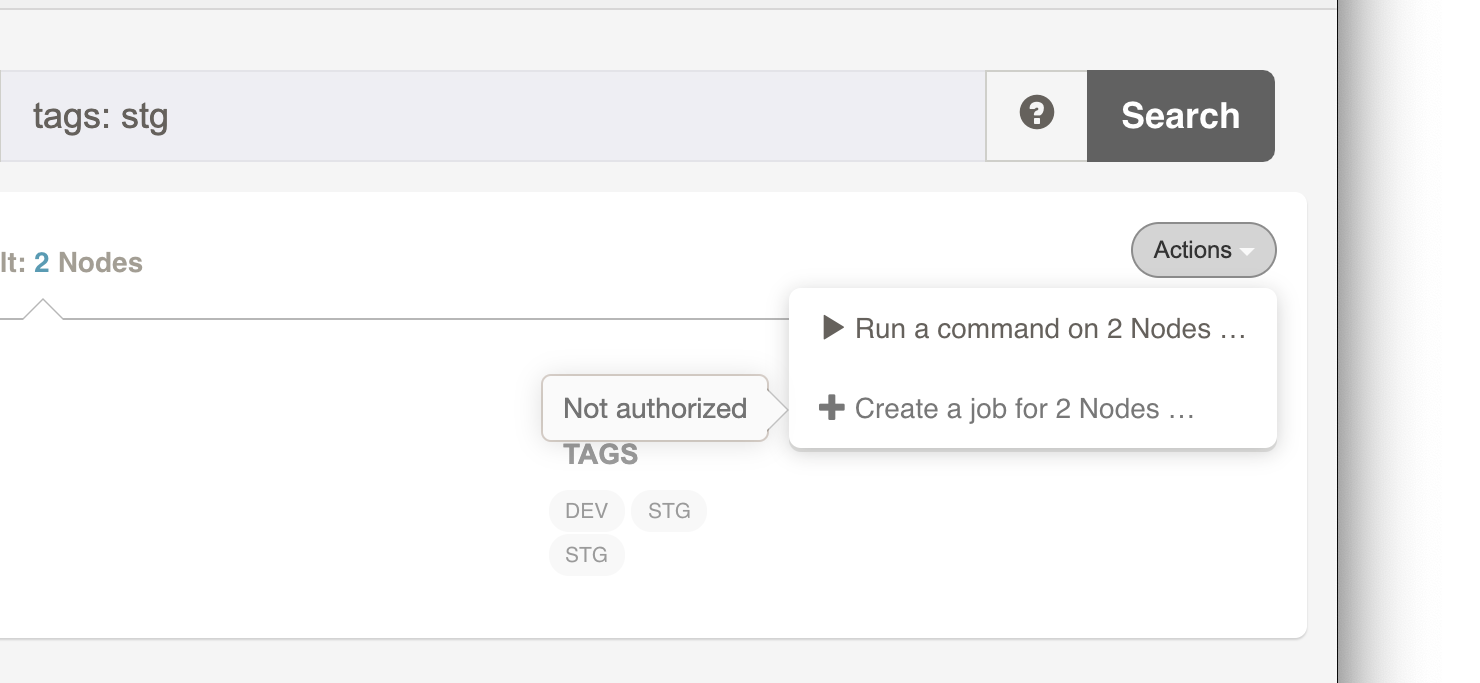 tags: stg
?
Search
lt: 2 Nodes
Actions
Run a command on 2 Nodes …
Not authorized
Create a job for 2 Nodes …
TAGS
DEV STG
STG